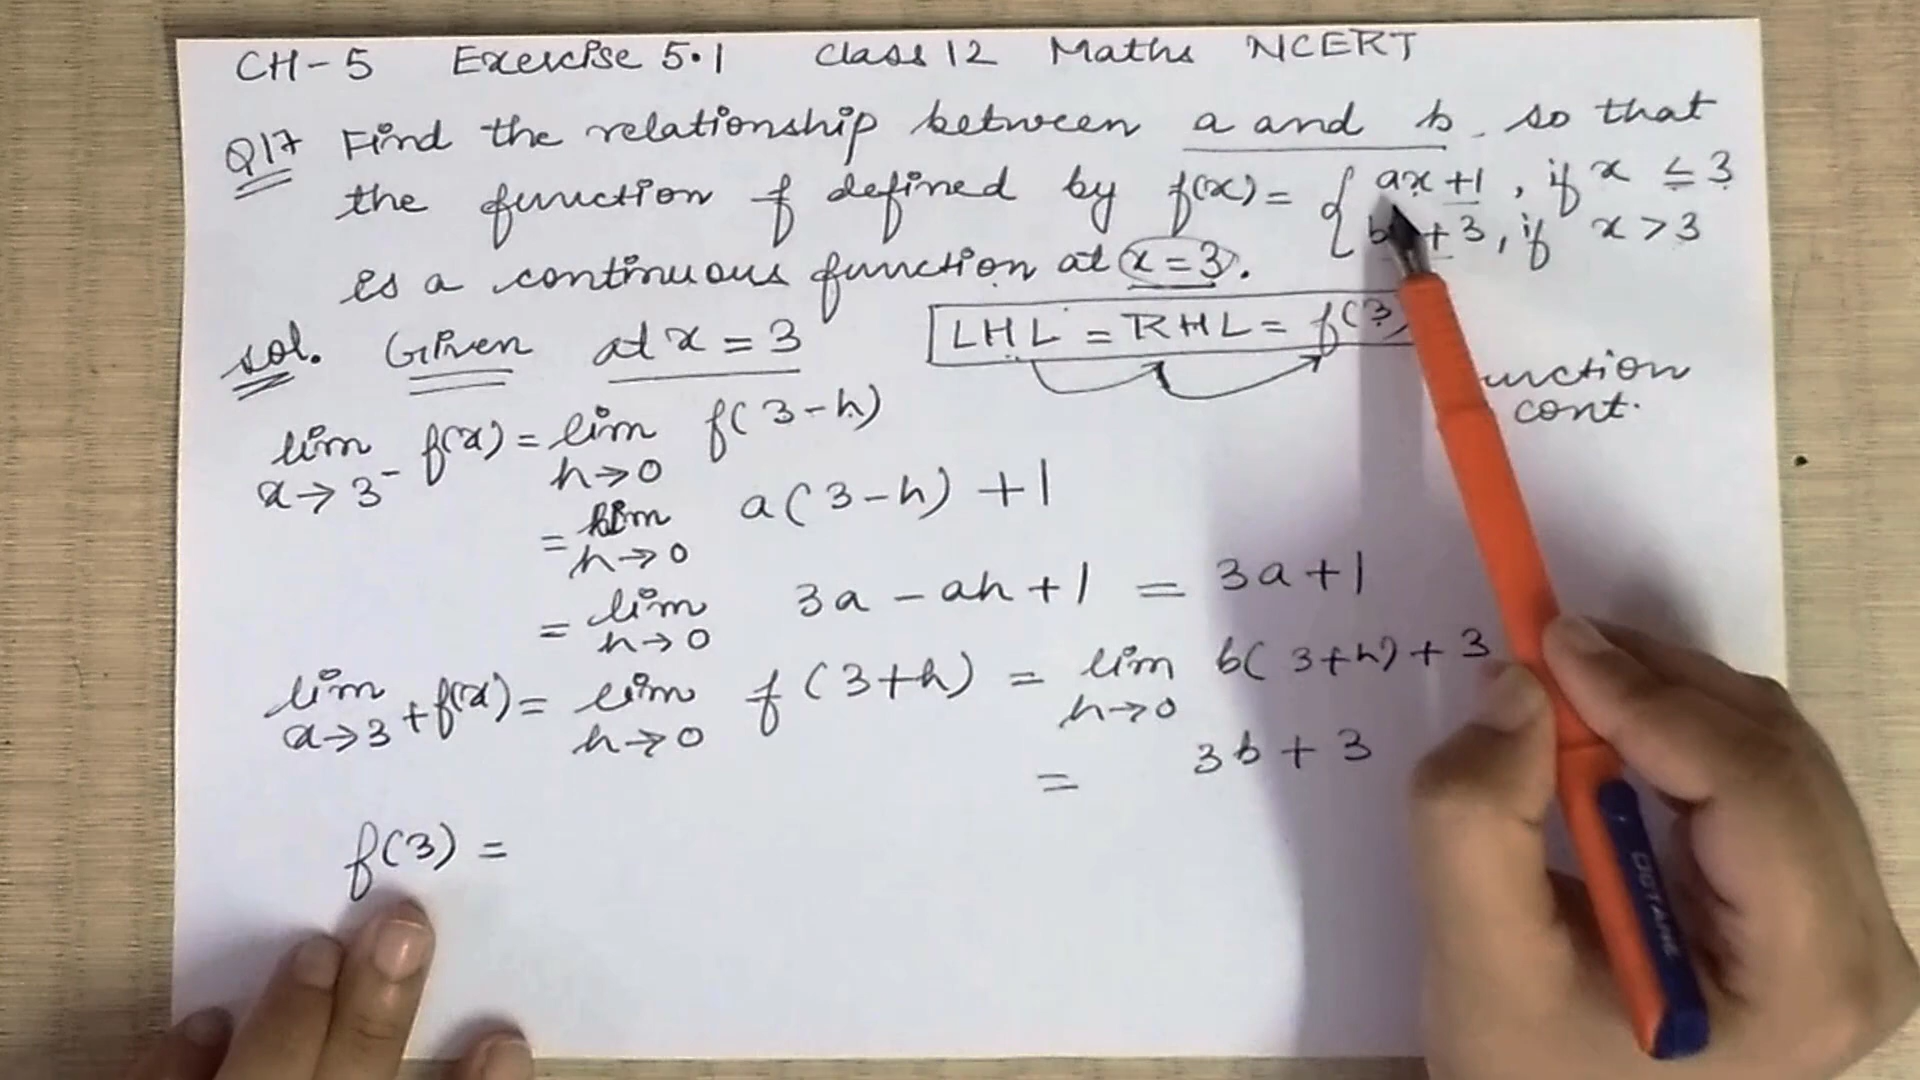 CH-5 Exercise 5.1 Class 12 Maths NCERT
Q17 Find the relationship between a and b so that
the function f defined by f(x) = { ax+1, if x ≤ 3
+3, if x > 3
is a continuous function at x = 3.
sol. Given at x = 3 LHL = RHL = f(3)
cont.
lim x→3⁻ f(x) = lim h→0 f(3-h)
= lim h→0 a(3-h) +1
= lim h→0 3a - ah + 1 = 3a+1
lim x→3+ f(x) = lim h→0 f(3+h) = lim h→0 b(3+h)+3
= 3b + 3
f(3) =